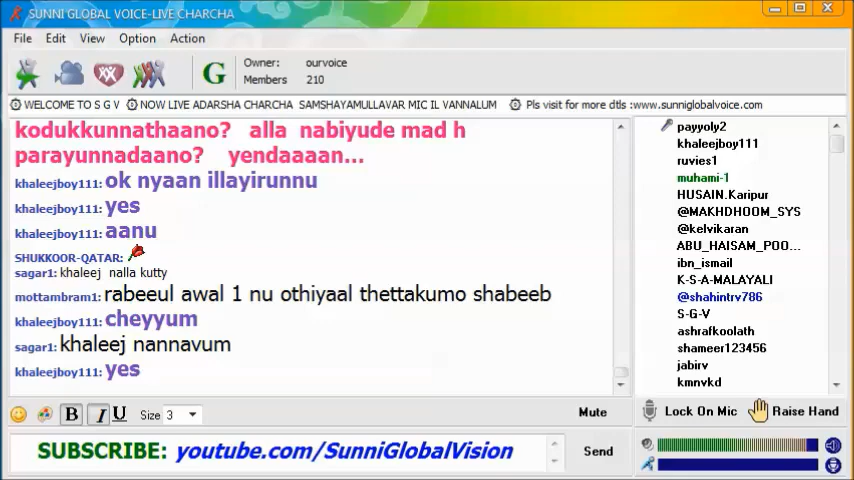 SUNNI GLOBAL VOICE-LIVE CHARCHA
File Edit View Option Action
G Owner: ourvoice
Members 210
WELCOME TO S G V NOW LIVE ADARSHA CHARCHA SAMSHAYAMULLAVAR MIC IL VANNALUM Pls visit for more dtls :www.sunniglobalvoice.com
kodukkunnathaano? alla nabiyude mad h
parayunnadaano? yendaaaan...
khaleejboy111: ok nyaan illayirunnu
khaleejboy111: yes
khaleejboy111: aanu
SHUKKOOR-QATAR:
sagar1: khaleej nalla kutty
mottambram1: rabeeul awal 1 nu othiyaal thettakumo shabeeb
khaleejboy111: cheyyum
sagar1: khaleej nannavum
khaleejboy111: yes
payyoly2
khaleejboy111
ruvies1
muhami-1
HUSAIN.Karipur
@MAKHDHOOM_SYS
@kelvikaran
ABU_HAISAM_POO...
ibn_ismail
K-S-A-MALAYALI
@shahintrv786
S-G-V
ashrafkoolath
shameer123456
jabirv
kmnvkd
B I U Size 3 Mute
Lock On Mic Raise Hand
SUBSCRIBE: youtube.com/SunniGlobalVision Send